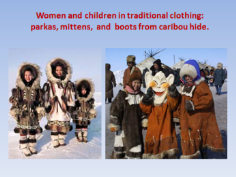 Women and children in traditional clothing:
parkas, mittens, and boots from caribou hide.